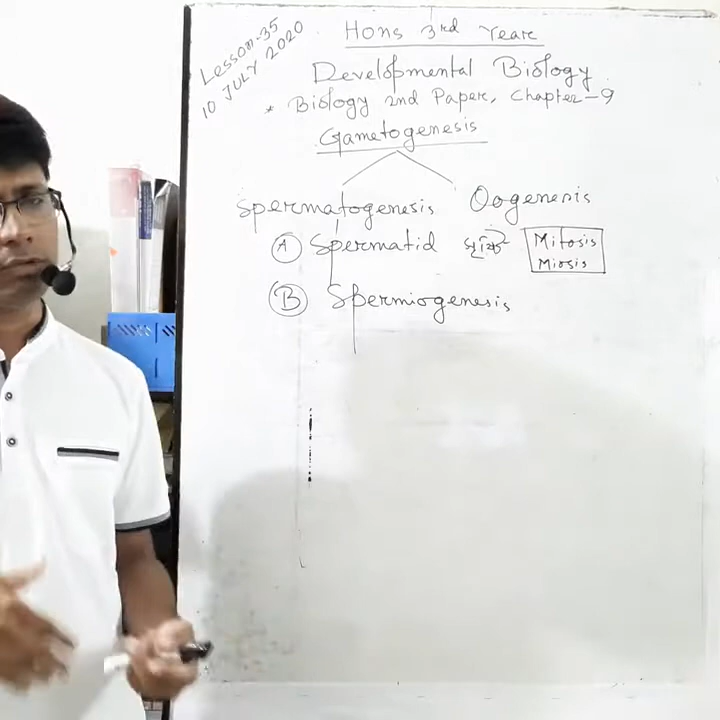 Lesson-35
10 JULY 2020
Hons 3rd Year
Developmental Biology
* Biology 2nd Paper, Chapter-9
Gametogenesis
Spermatogenesis Oogenesis
A Spermatid সৃষ্টি Mitosis
Miosis
B Spermiogenesis